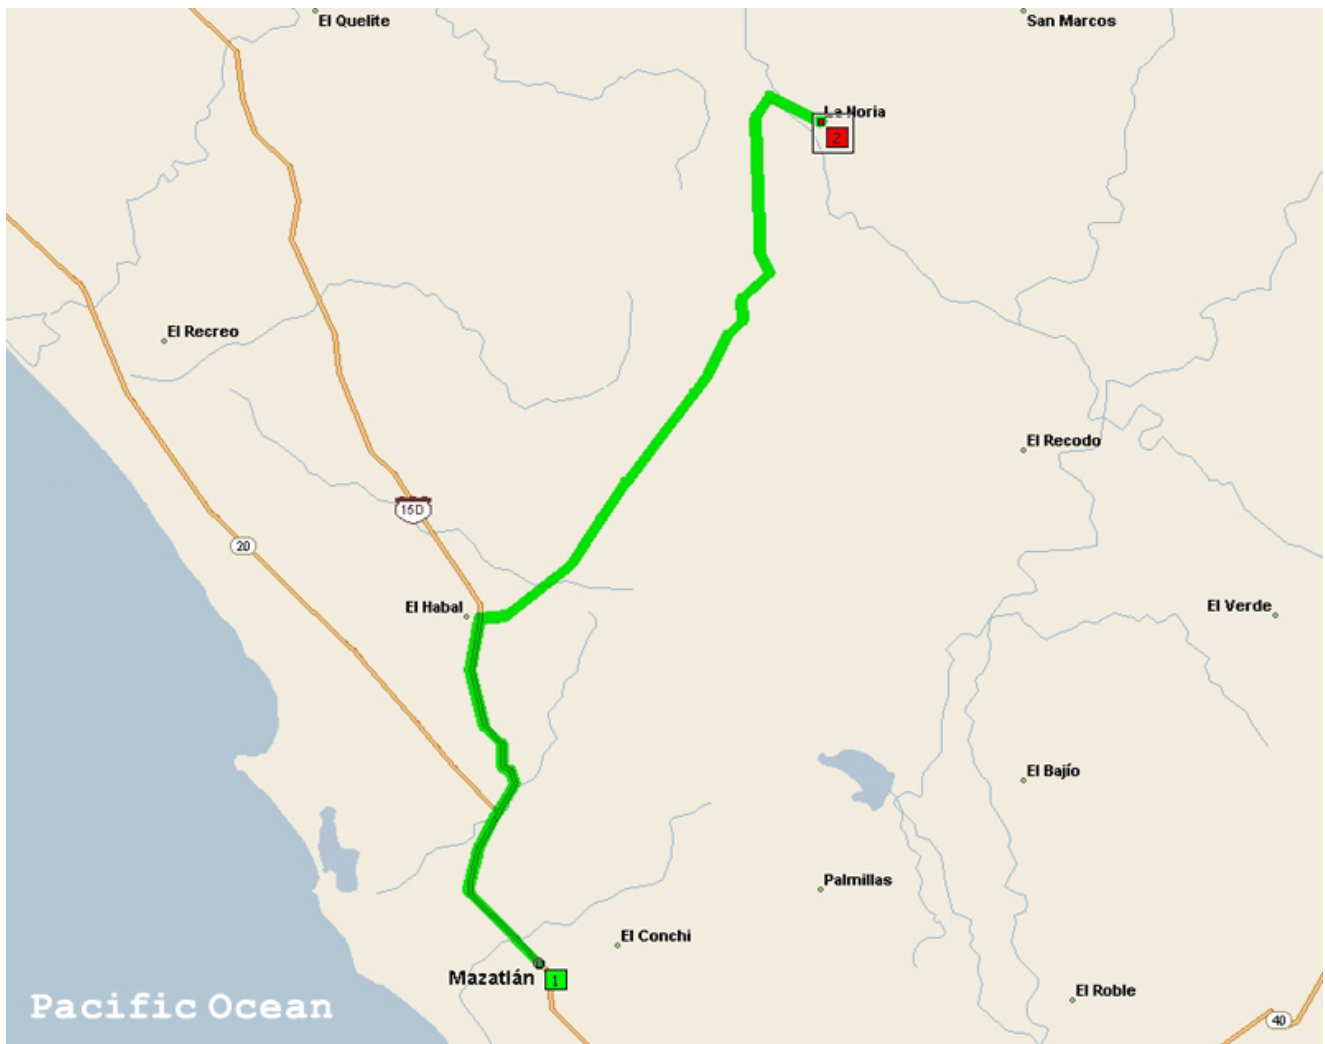 El Quelite
San Marcos
La Noria
2
El Recreo
El Recodo
15D
20
El Habal
El Verde
El Bajío
Palmillas
El Conchi
Mazatlán
1
El Roble
Pacific Ocean
40